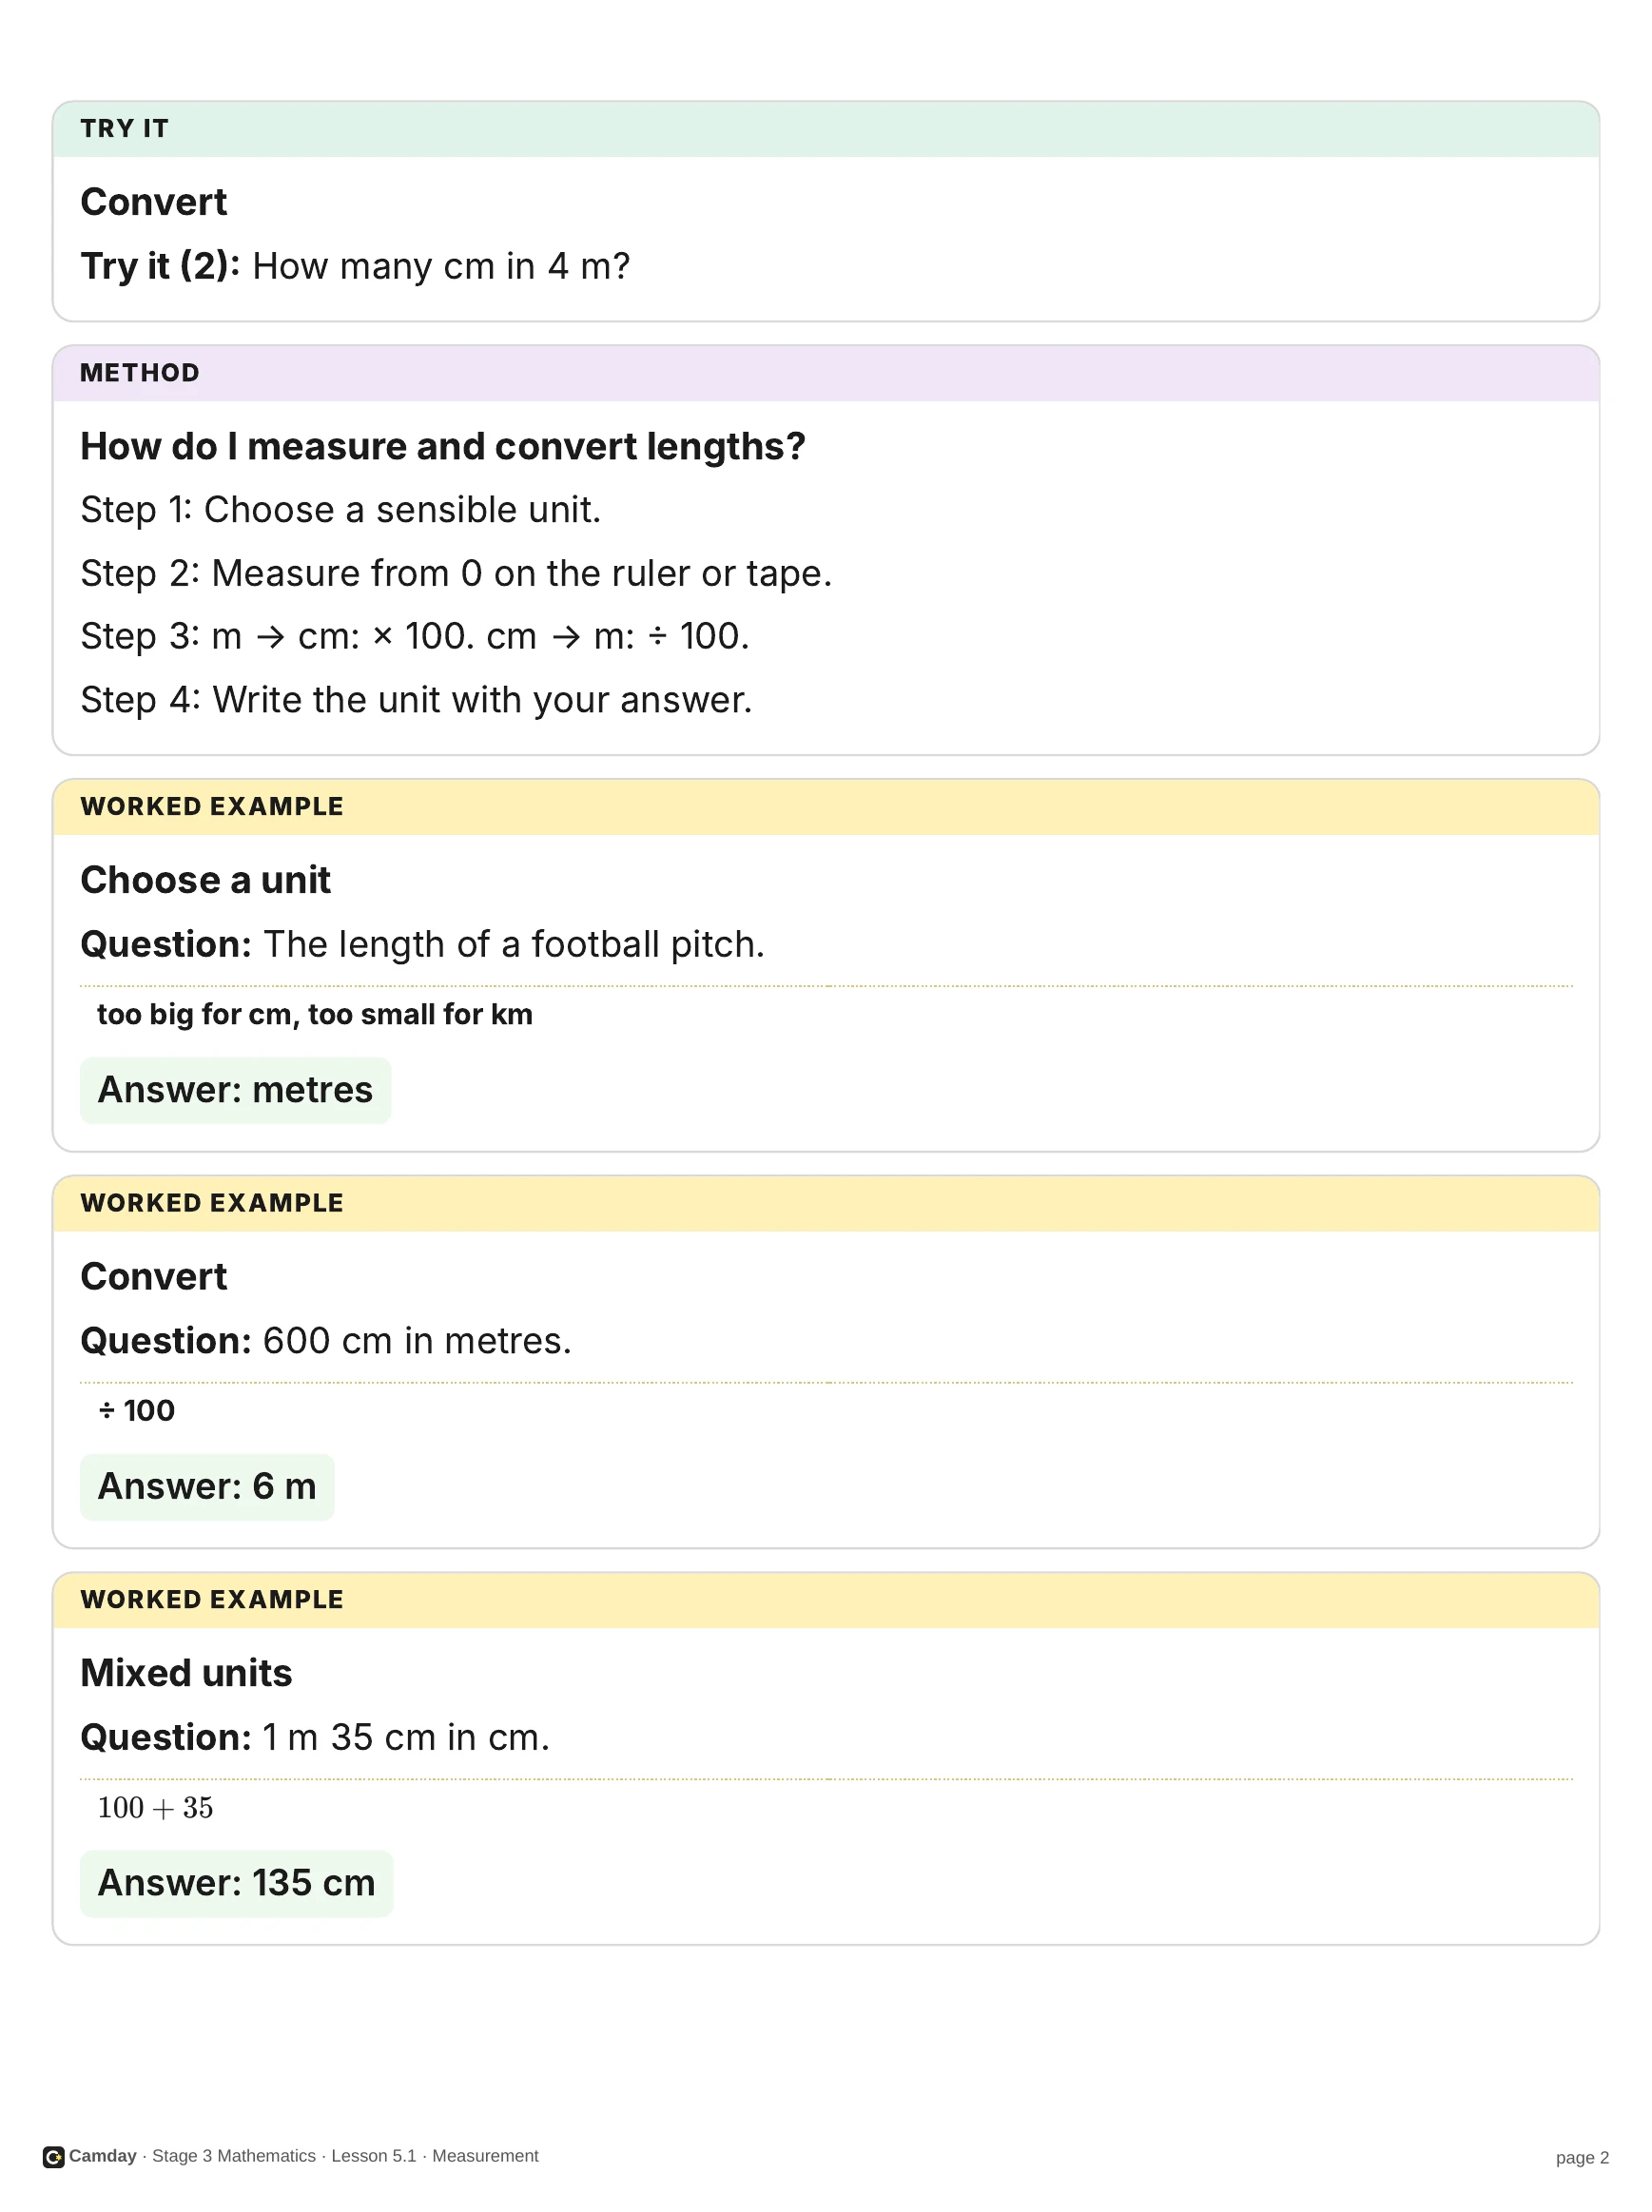 TRY IT
Convert
Try it (2): How many cm in 4 m?
METHOD
How do I measure and convert lengths?
Step 1: Choose a sensible unit.
Step 2: Measure from 0 on the ruler or tape.
Step 3: m → cm: × 100. cm → m: ÷ 100.
Step 4: Write the unit with your answer.
WORKED EXAMPLE
Choose a unit
Question: The length of a football pitch.
too big for cm, too small for km
Answer: metres
WORKED EXAMPLE
Convert
Question: 600 cm in metres.
÷ 100
Answer: 6 m
WORKED EXAMPLE
Mixed units
Question: 1 m 35 cm in cm.
100 + 35
Answer: 135 cm
Camday · Stage 3 Mathematics · Lesson 5.1 · Measurement
page 2